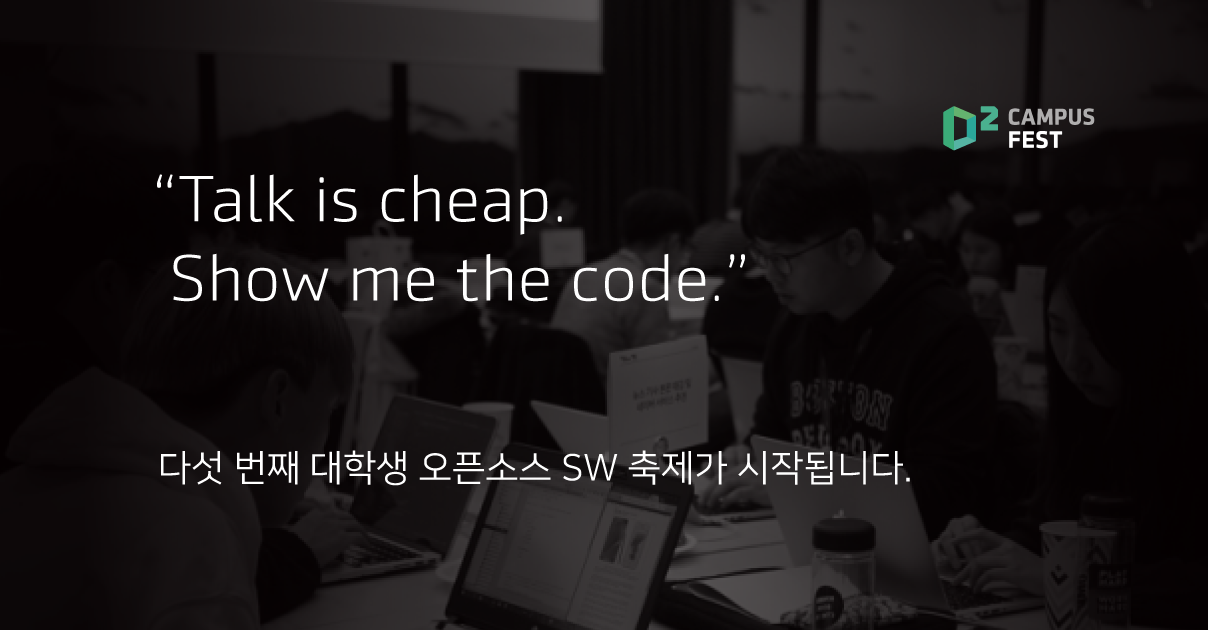 D2 CAMPUS
FEST
“Talk is cheap.
Show me the code.”
다섯 번째 대학생 오픈소스 SW 축제가 시작됩니다.